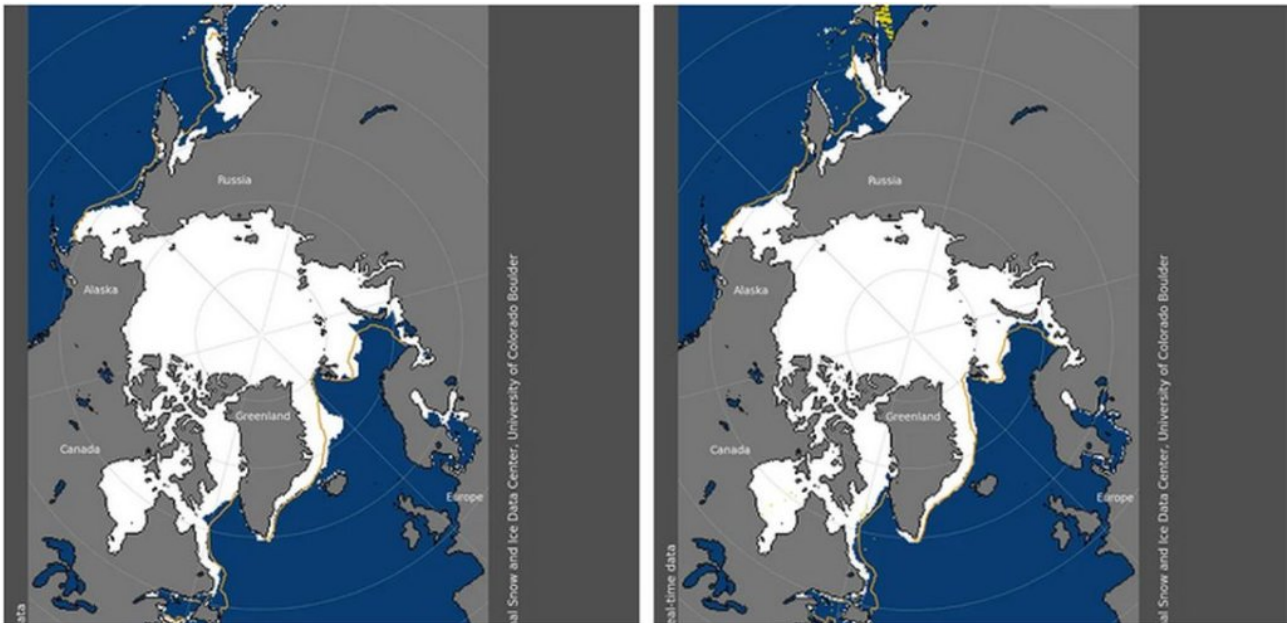 Russia
Alaska
Greenland
Canada
Europe
ata
al Snow and Ice Data Center, University of Colorado Boulder
Russia
Alaska
Greenland
Canada
Europe
eal-time data
al Snow and Ice Data Center, University of Colorado Boulder